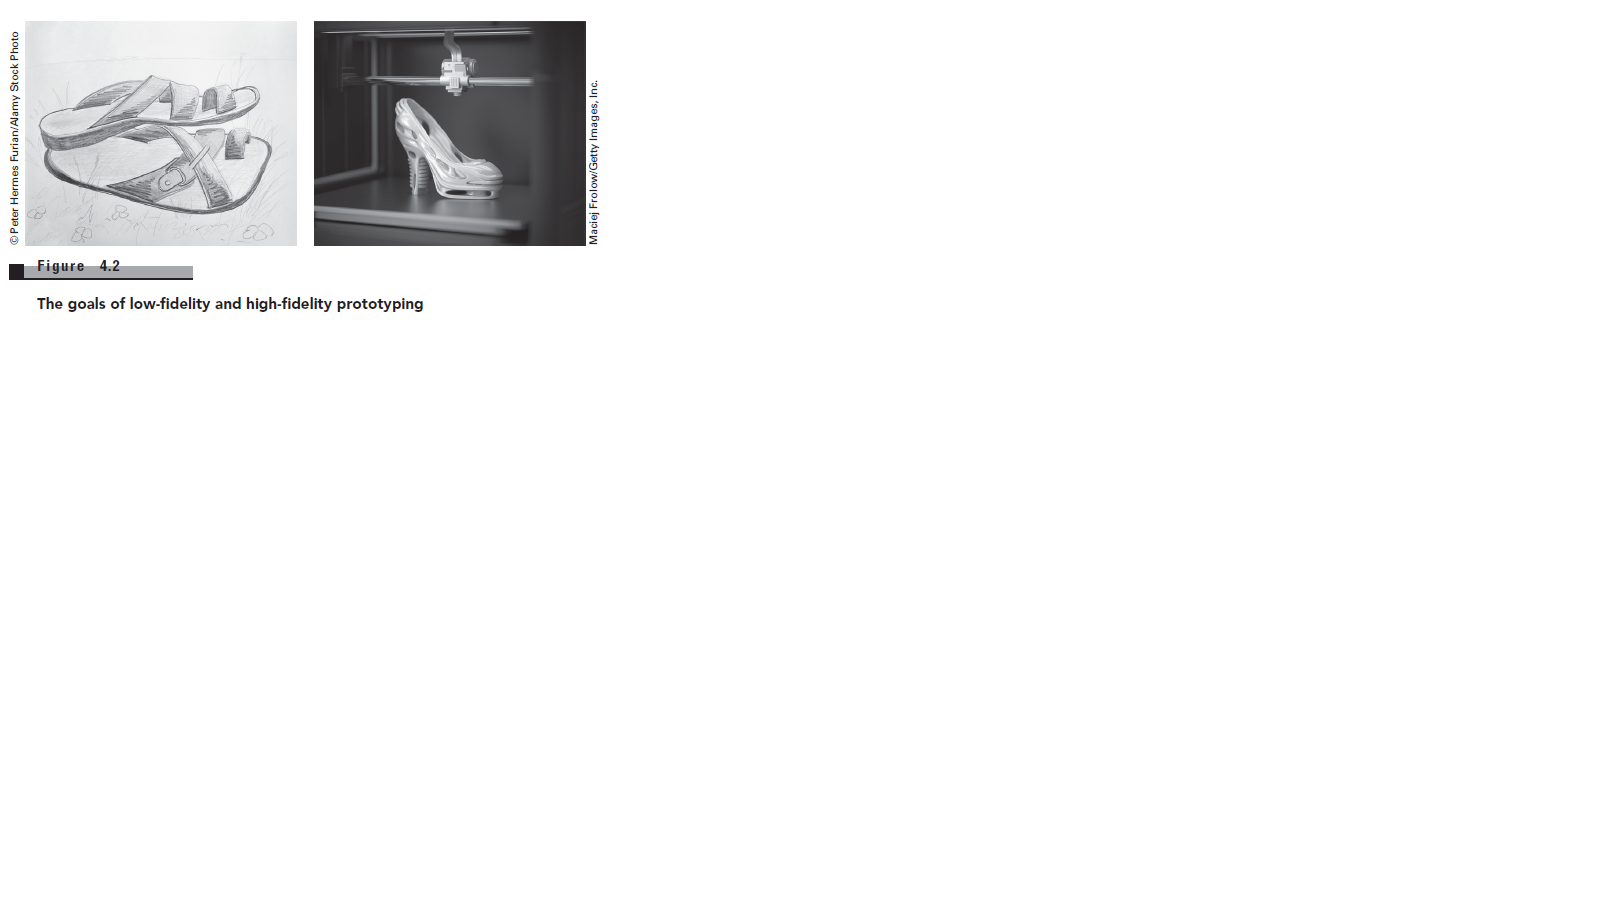 © Peter Hermes Furian/Alamy Stock Photo
Maciej Frolow/Getty Images, Inc.
Figure 4.2
The goals of low-fidelity and high-fidelity prototyping